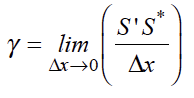 γ = lim Δx→0 ( S'S* / Δx )